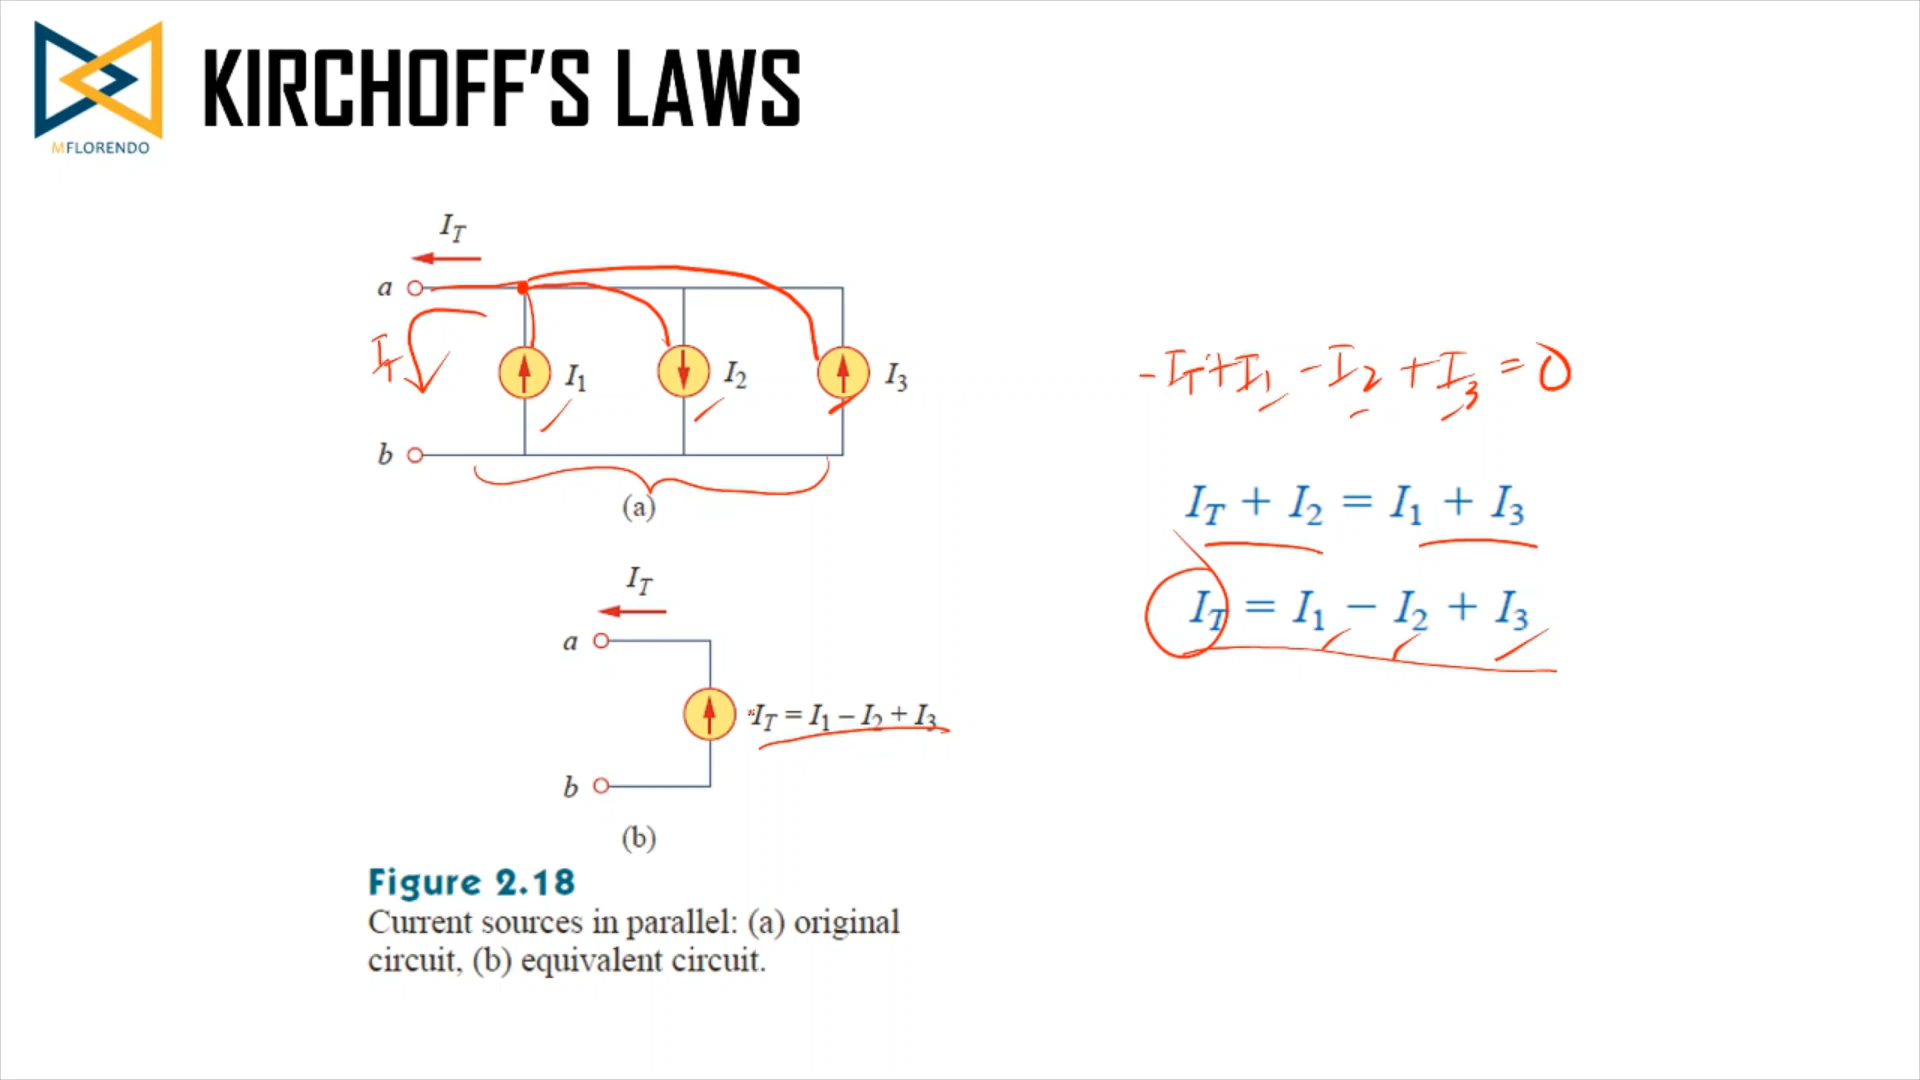 MFLORENDO
KIRCHOFF'S LAWS
I_T
a
I_T
I_1
I_2
I_3
b
(a)
-I_T+I_1 -I_2 +I_3 = 0
I_T + I_2 = I_1 + I_3
I_T = I_1 − I_2 + I_3
I_T
a
I_T = I_1 – I_2 + I_3
b
(b)
Figure 2.18
Current sources in parallel: (a) original
circuit, (b) equivalent circuit.